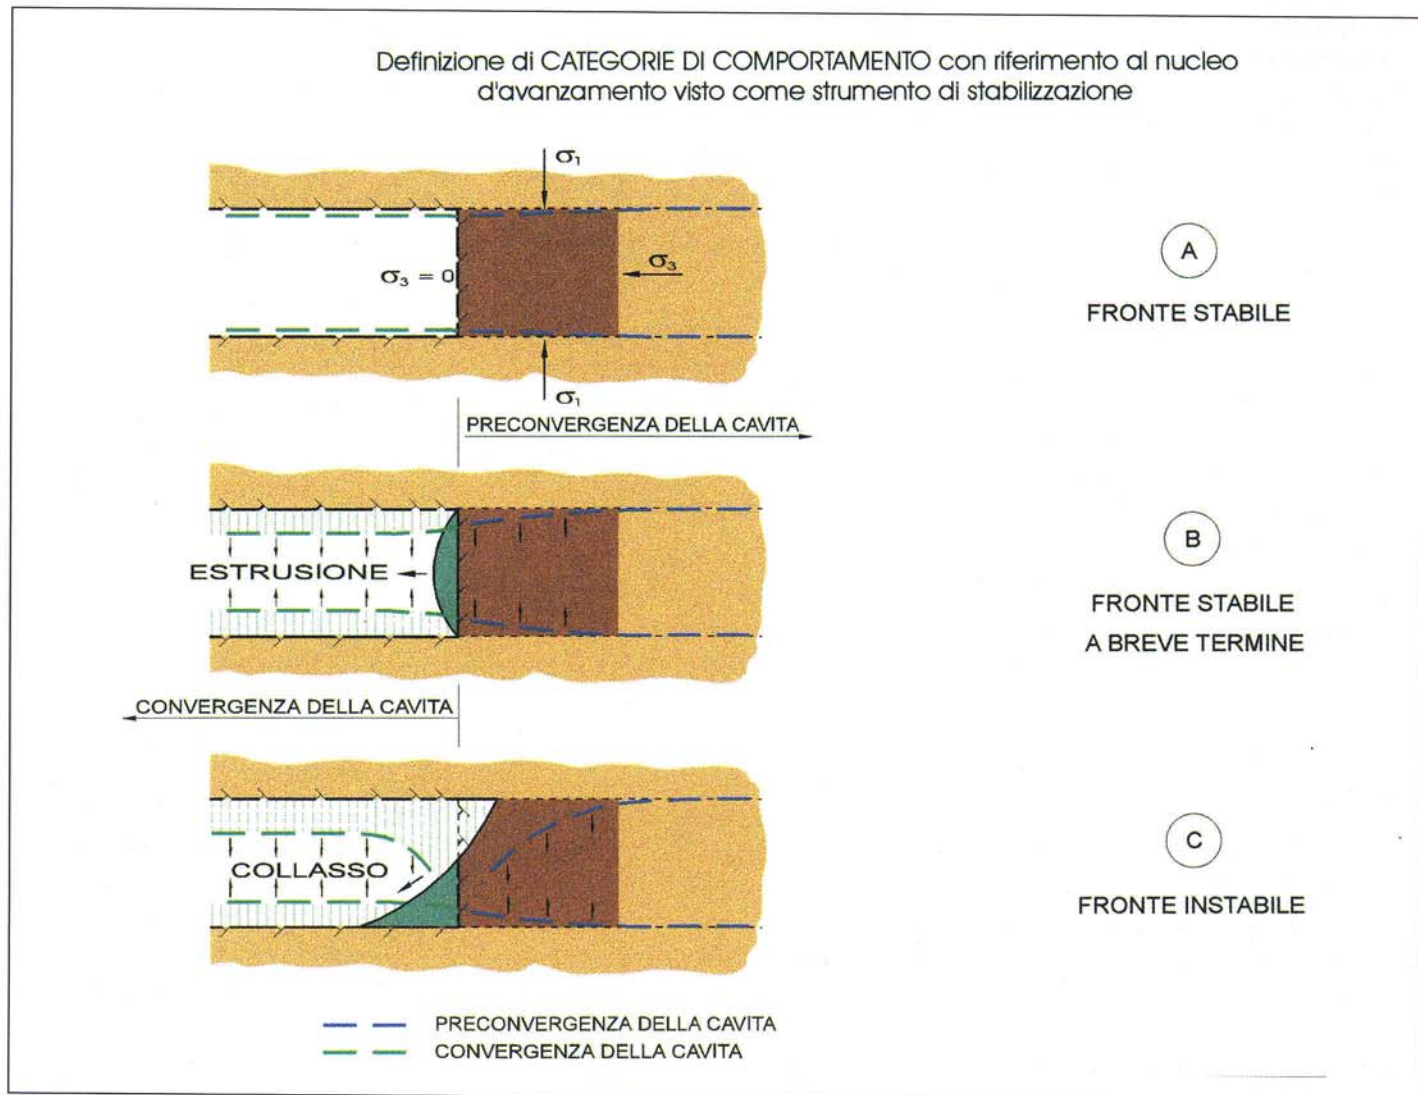 Definizione di CATEGORIE DI COMPORTAMENTO con riferimento al nucleo
d'avanzamento visto come strumento di stabilizzazione
σ₁
σ₃ = 0
σ₃
σ₁
A
FRONTE STABILE
PRECONVERGENZA DELLA CAVITA
ESTRUSIONE
B
FRONTE STABILE
A BREVE TERMINE
CONVERGENZA DELLA CAVITA
COLLASSO
C
FRONTE INSTABILE
PRECONVERGENZA DELLA CAVITA
CONVERGENZA DELLA CAVITA